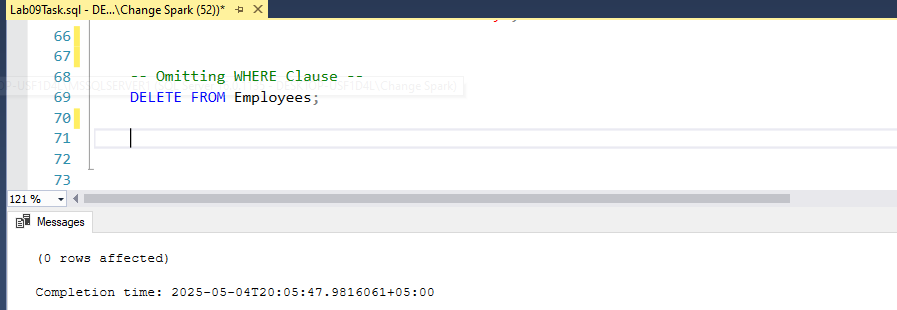 Lab09Task.sql - DE...\Change Spark (52))*
66
67
68 -- Omitting WHERE Clause --
69 DELETE FROM Employees;
70
71
72
73
121 %
Messages
(0 rows affected)
Completion time: 2025-05-04T20:05:47.9816061+05:00